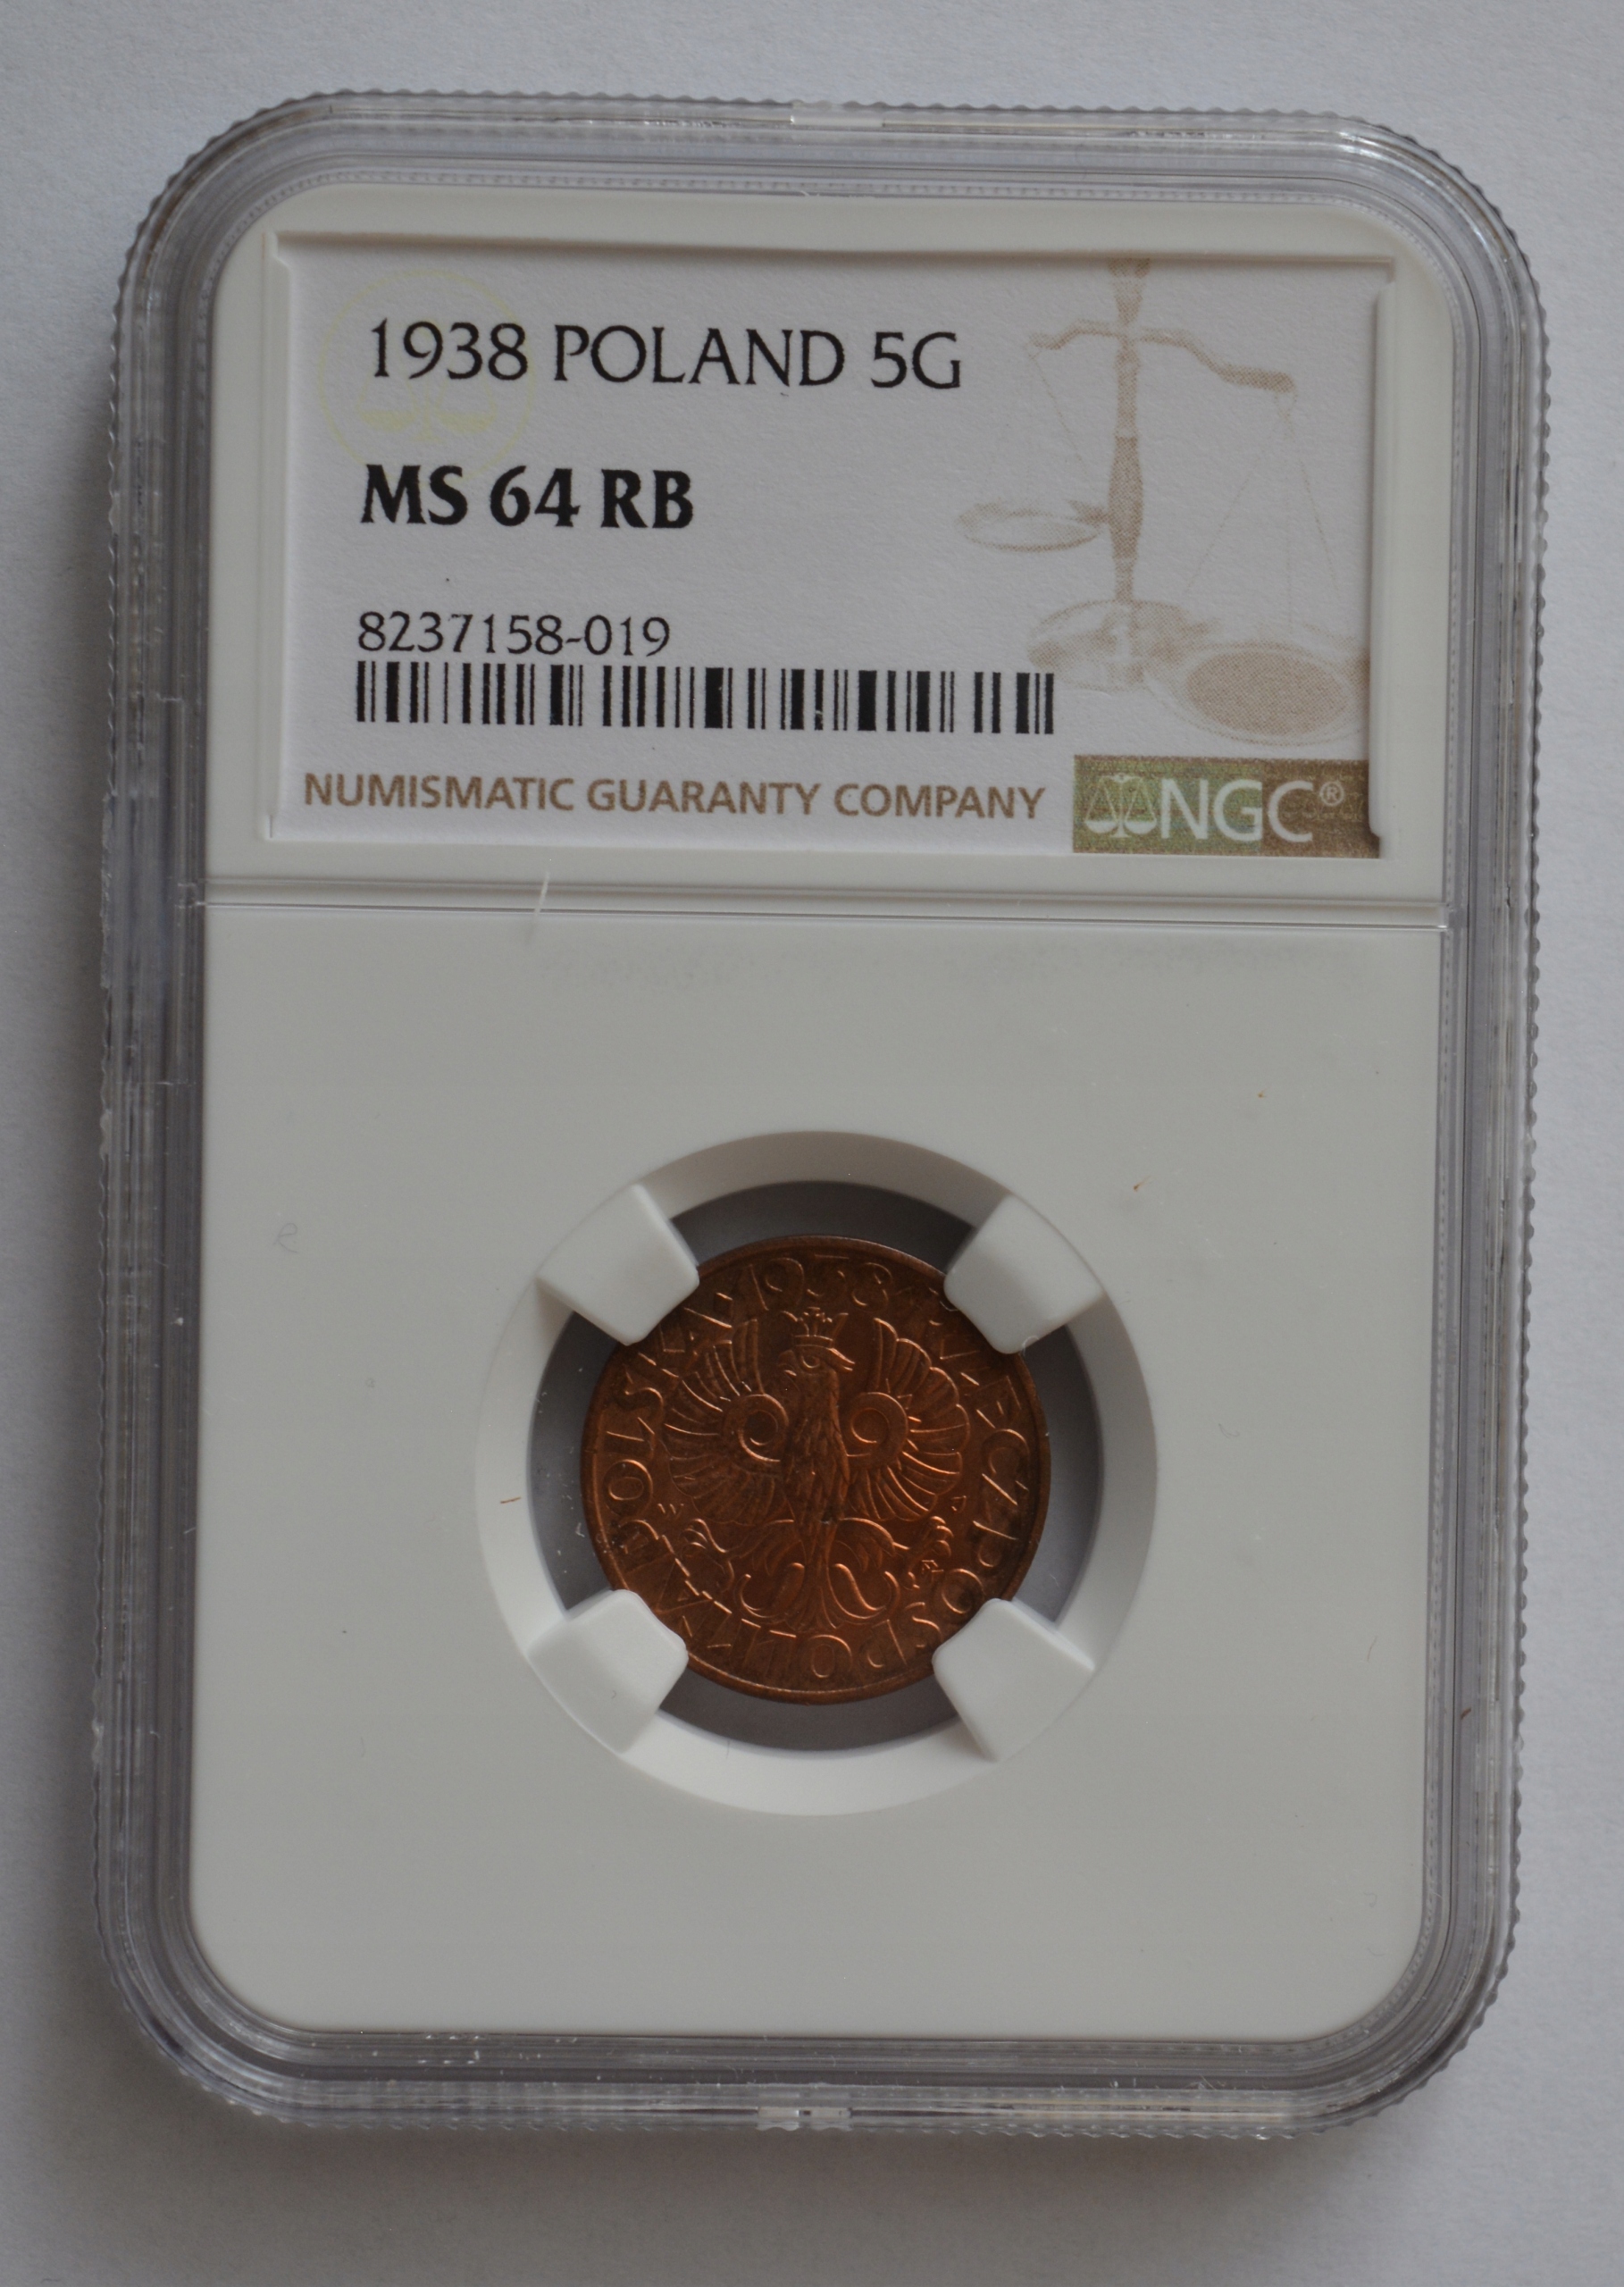 1938 POLAND 5G
MS 64 RB
8237158-019
NUMISMATIC GUARANTY COMPANY
NGC®
RZECZPOSPOLITA POLSKA · 1938 ·